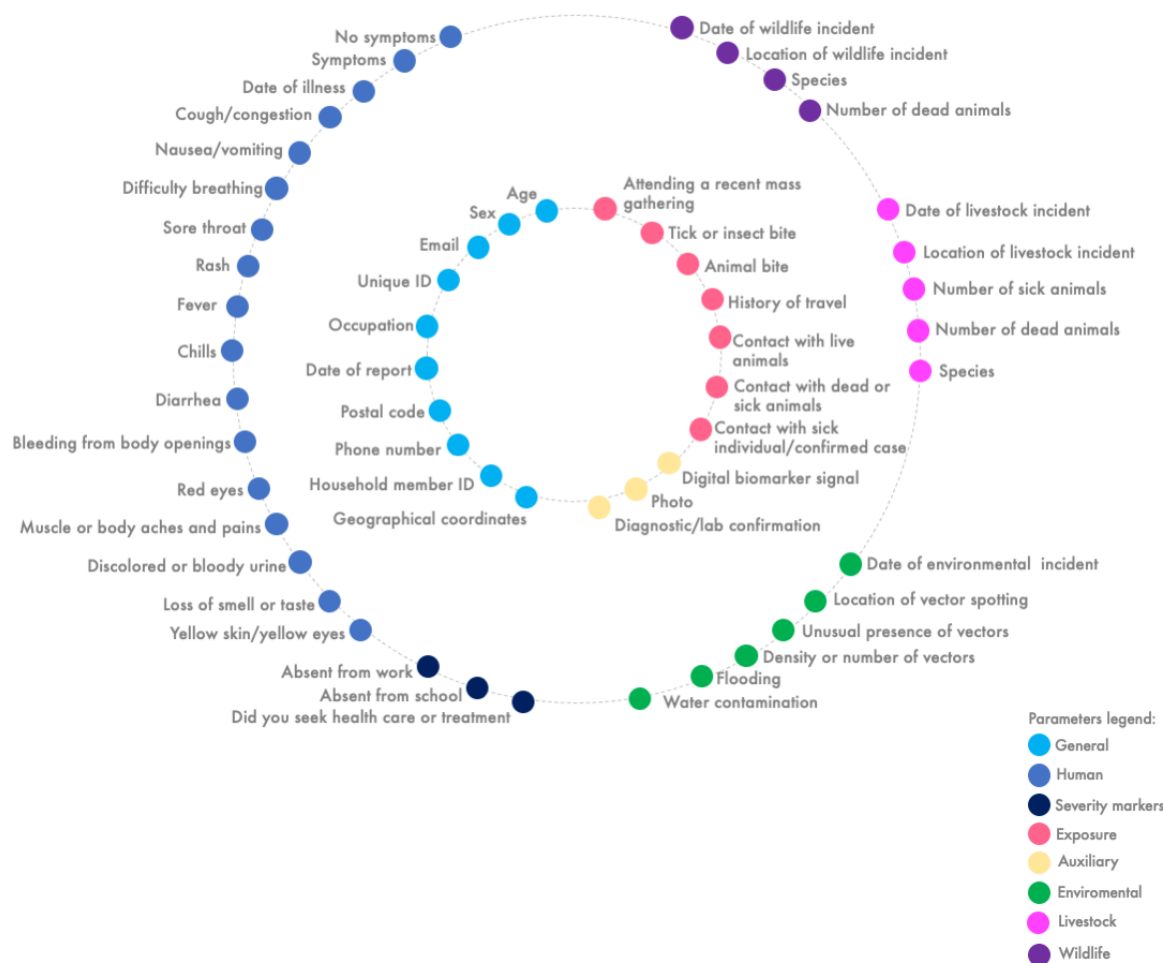 No symptoms
Symptoms
Date of illness
Cough/congestion
Nausea/vomiting
Difficulty breathing
Sore throat
Rash
Fever
Chills
Diarrhea
Bleeding from body openings
Red eyes
Muscle or body aches and pains
Discolored or bloody urine
Loss of smell or taste
Yellow skin/yellow eyes
Absent from work
Absent from school
Did you seek health care or treatment
Age
Sex
Email
Unique ID
Occupation
Date of report
Postal code
Phone number
Household member ID
Geographical coordinates
Attending a recent mass
gathering
Tick or insect bite
Animal bite
History of travel
Contact with live
animals
Contact with dead or
sick animals
Contact with sick
individual/confirmed case
Digital biomarker signal
Photo
Diagnostic/lab confirmation
Date of wildlife incident
Location of wildlife incident
Species
Number of dead animals
Date of livestock incident
Location of livestock incident
Number of sick animals
Number of dead animals
Species
Date of environmental  incident
Location of vector spotting
Unusual presence of vectors
Density or number of vectors
Flooding
Water contamination
Parameters legend:
General
Human
Severity markers
Exposure
Auxiliary
Enviromental
Livestock
Wildlife